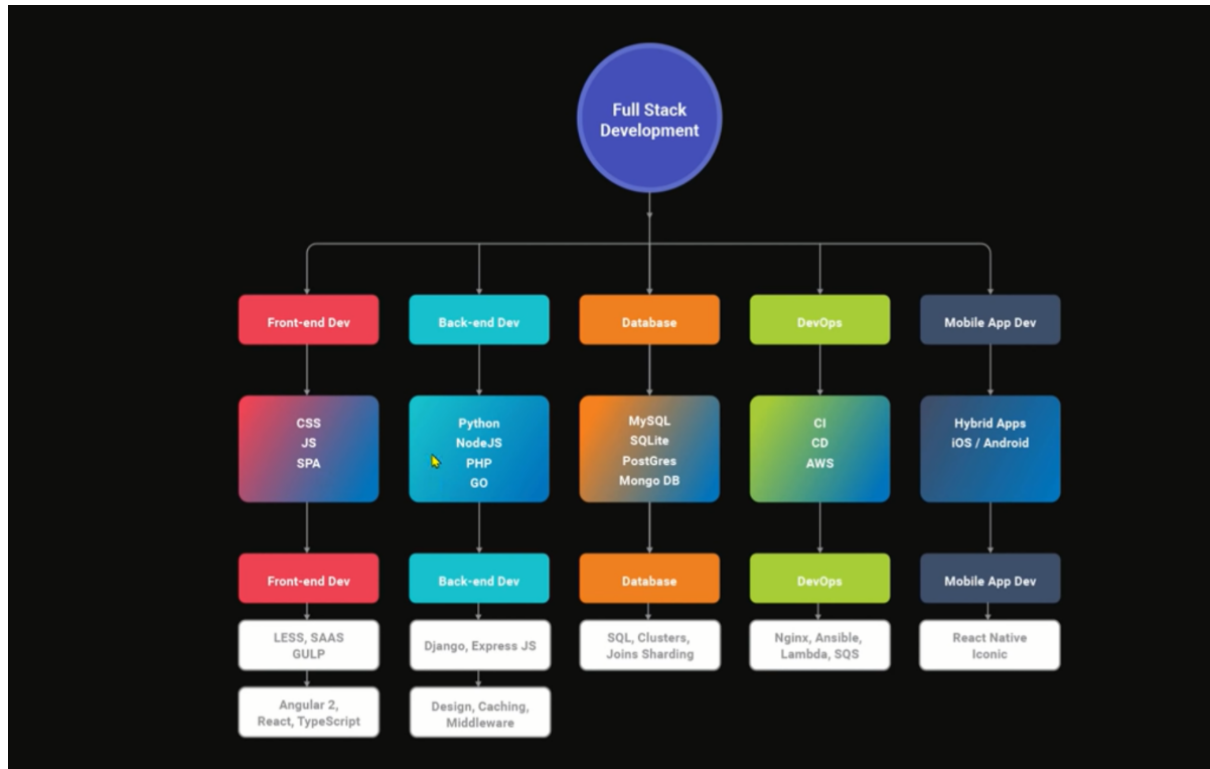 Full Stack
Development
Front-end Dev
Back-end Dev
Database
DevOps
Mobile App Dev
CSS
JS
SPA
Python
NodeJS
PHP
GO
MySQL
SQLite
PostGres
Mongo DB
CI
CD
AWS
Hybrid Apps
iOS / Android
Front-end Dev
Back-end Dev
Database
DevOps
Mobile App Dev
LESS, SAAS
GULP
Django, Express JS
SQL, Clusters,
Joins Sharding
Nginx, Ansible,
Lambda, SQS
React Native
Iconic
Angular 2,
React, TypeScript
Design, Caching,
Middleware